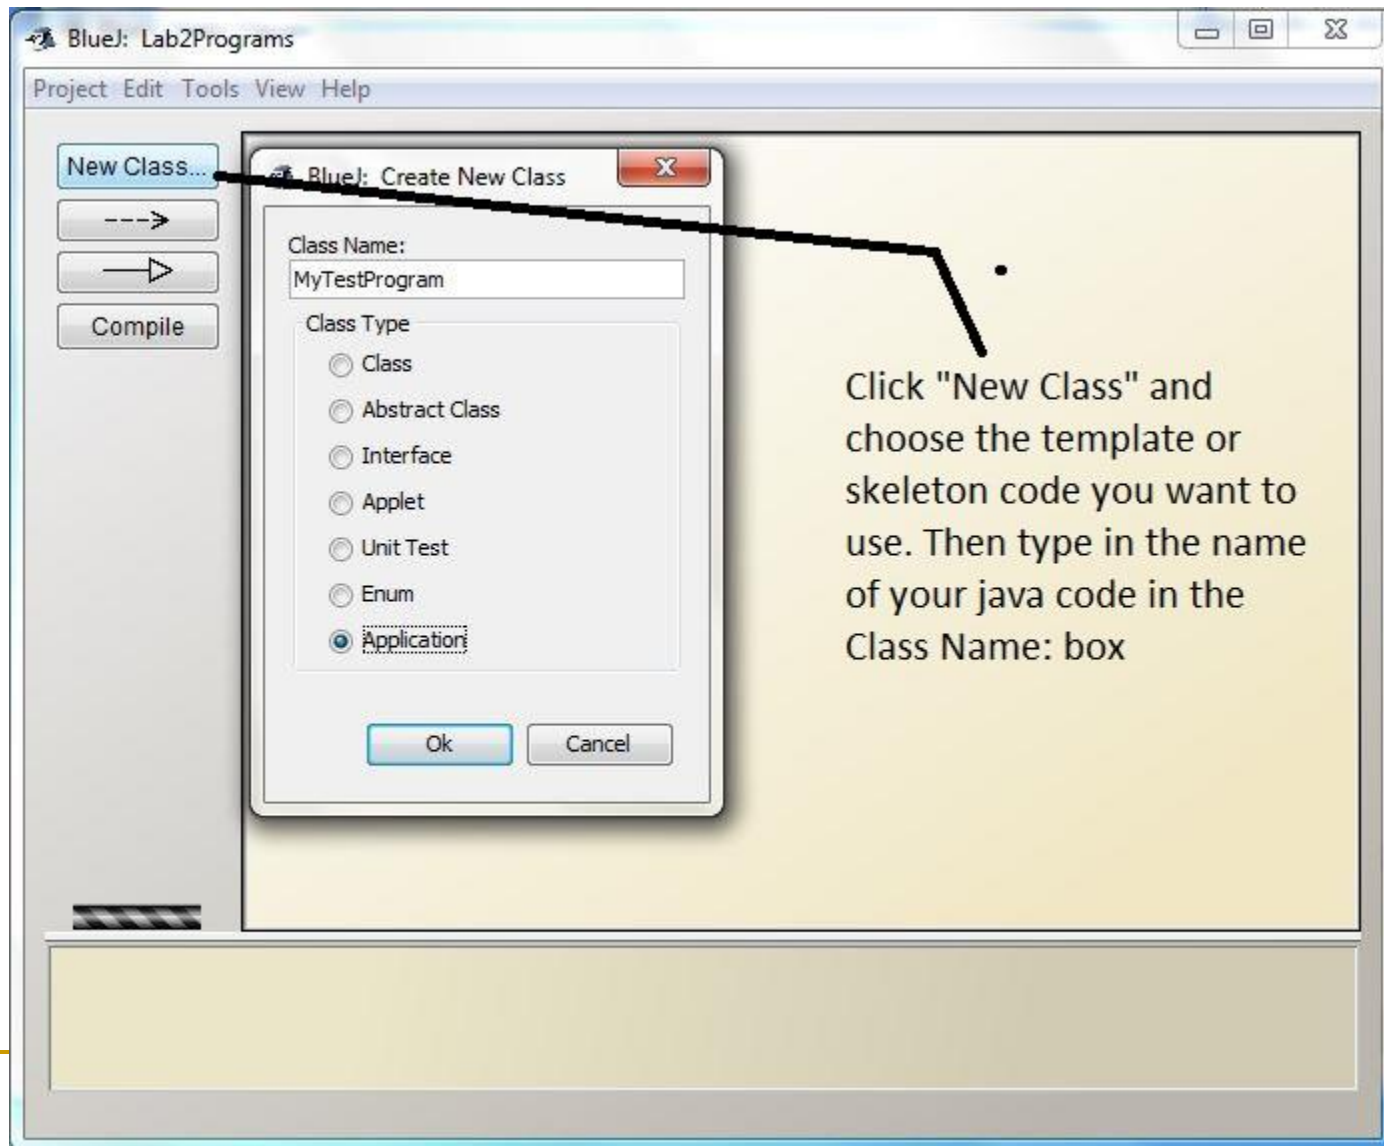 BlueJ: Lab2Programs
Project Edit Tools View Help
New Class...
Compile
BlueJ: Create New Class
Class Name:
MyTestProgram
Class Type
Class
Abstract Class
Interface
Applet
Unit Test
Enum
Application
Ok Cancel
Click "New Class" and
choose the template or
skeleton code you want to
use. Then type in the name
of your java code in the
Class Name: box